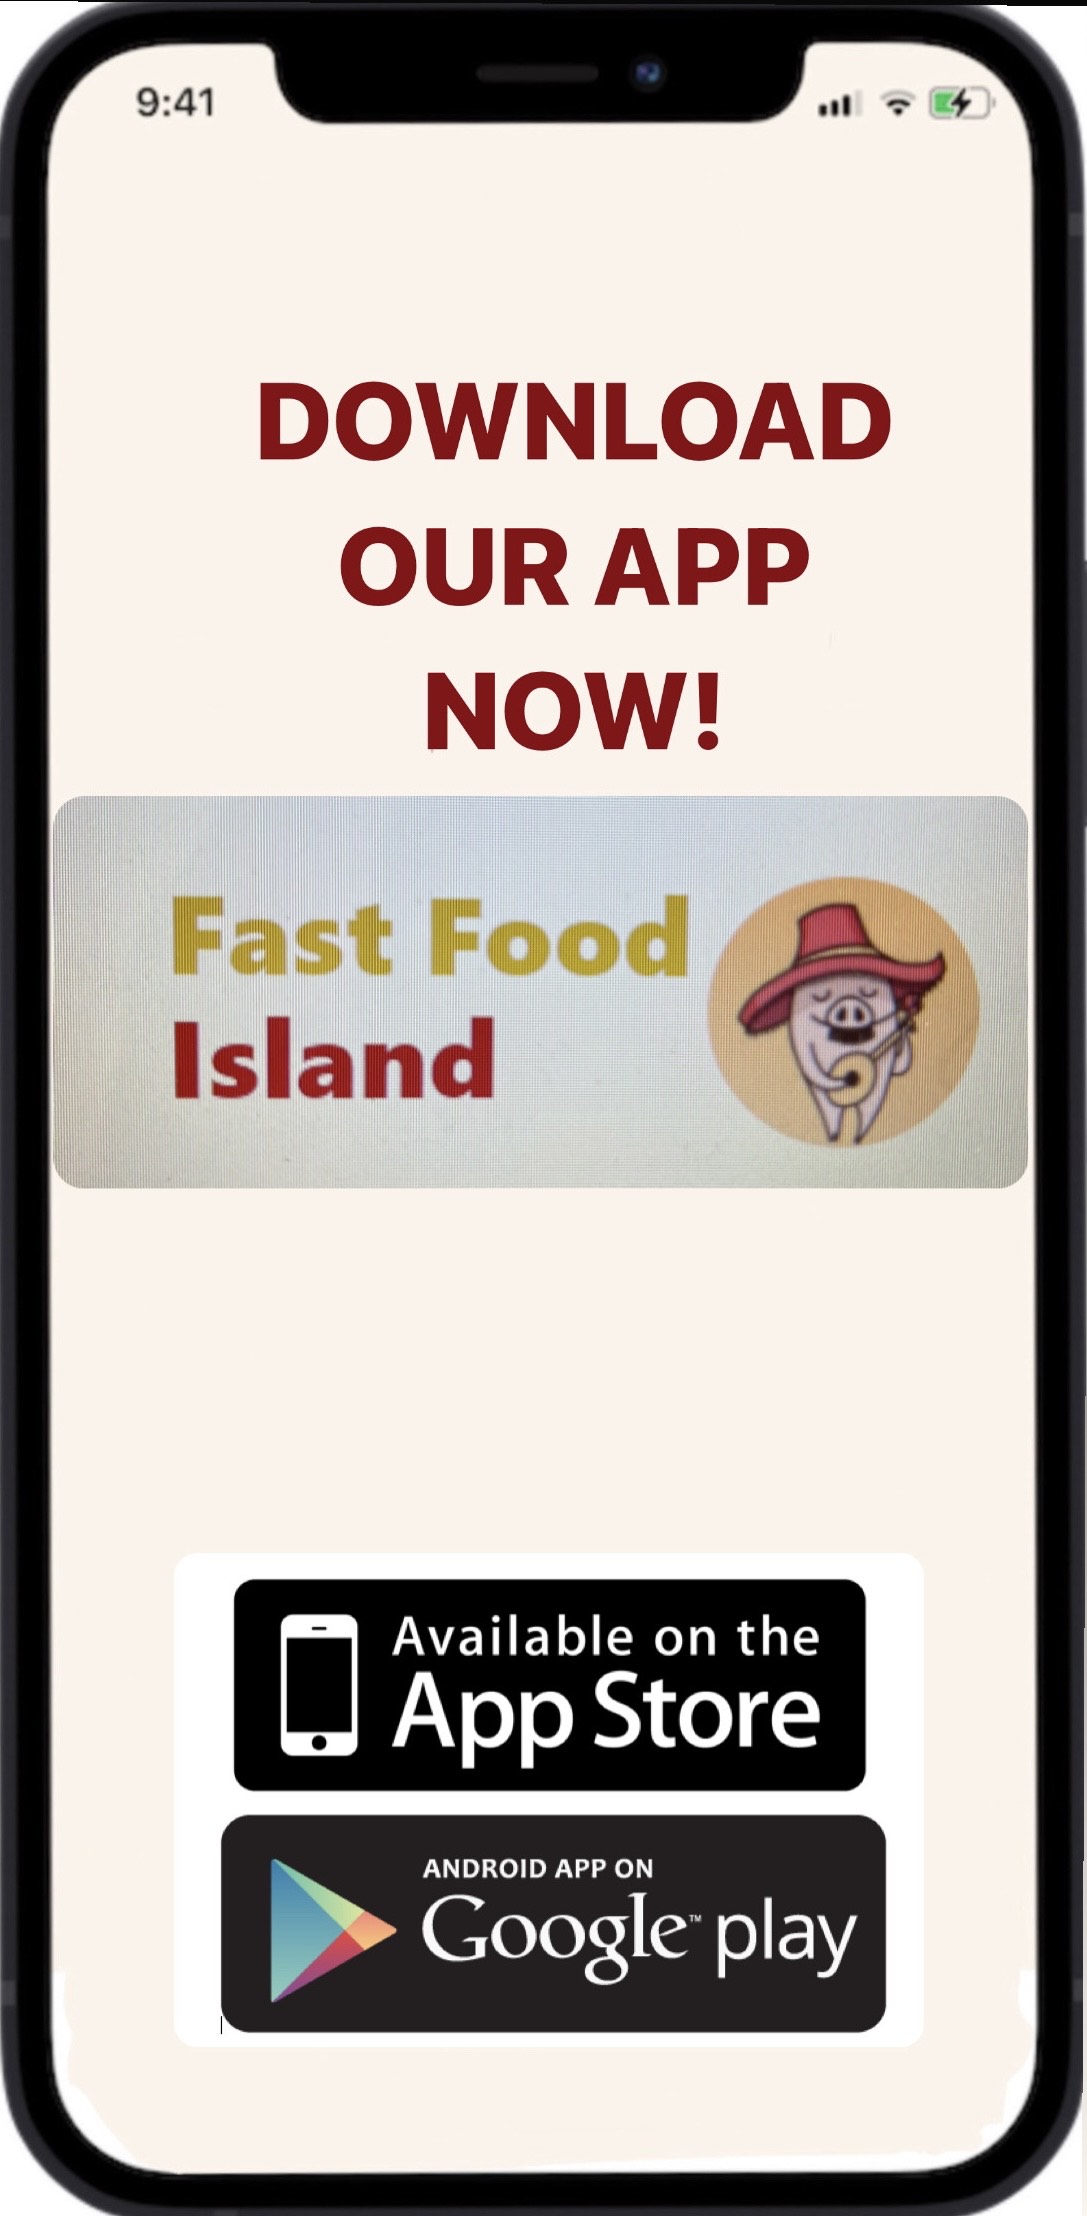 9:41
DOWNLOAD
OUR APP
NOW!
Fast Food
Island
Available on the
App Store
ANDROID APP ON
Google™ play